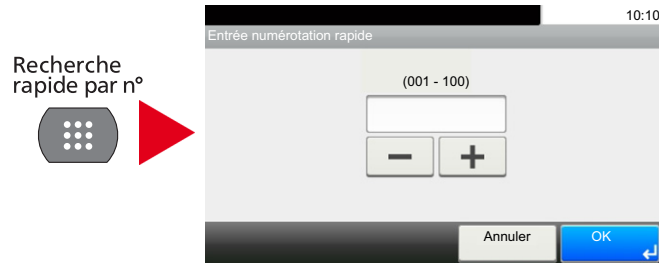 10:10
Entrée numérotation rapide
Recherche
rapide par n°
(001 - 100)
Annuler
OK